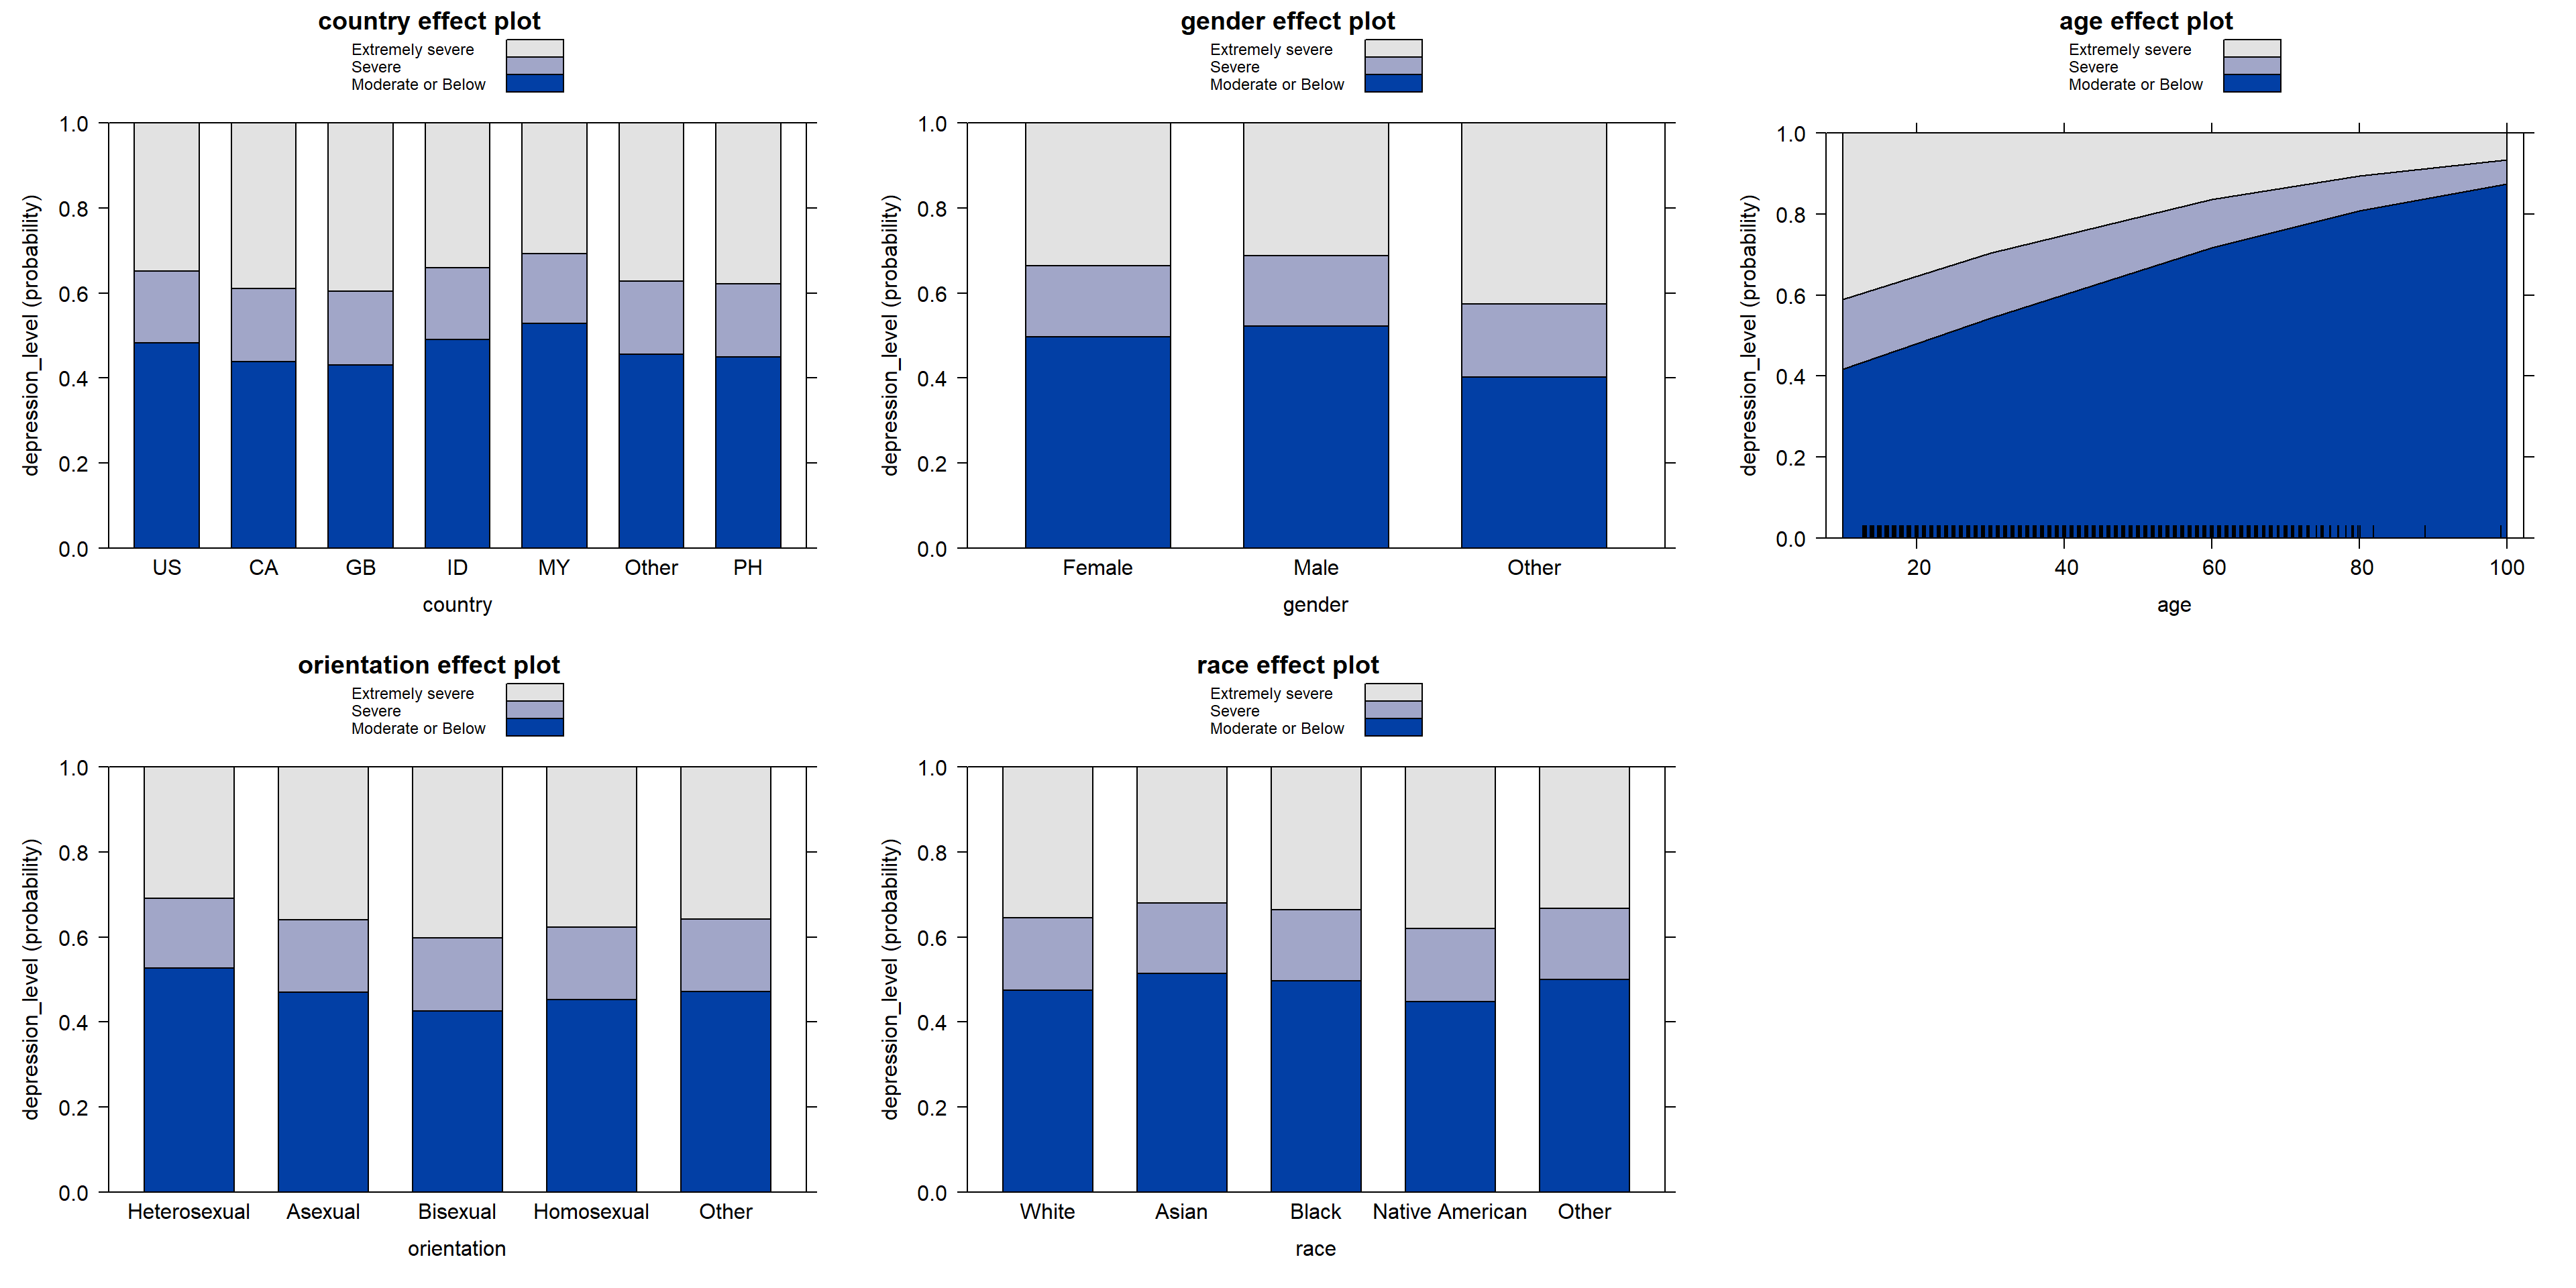 country effect plot
Extremely severe
Severe
Moderate or Below
depression_level (probability)
1.0
0.8
0.6
0.4
0.2
0.0
US CA GB ID MY Other PH
country
gender effect plot
Extremely severe
Severe
Moderate or Below
depression_level (probability)
1.0
0.8
0.6
0.4
0.2
0.0
Female Male Other
gender
age effect plot
Extremely severe
Severe
Moderate or Below
depression_level (probability)
1.0
0.8
0.6
0.4
0.2
0.0
20 40 60 80 100
age
orientation effect plot
Extremely severe
Severe
Moderate or Below
depression_level (probability)
1.0
0.8
0.6
0.4
0.2
0.0
Heterosexual Asexual Bisexual Homosexual Other
orientation
race effect plot
Extremely severe
Severe
Moderate or Below
depression_level (probability)
1.0
0.8
0.6
0.4
0.2
0.0
White Asian Black Native American Other
race